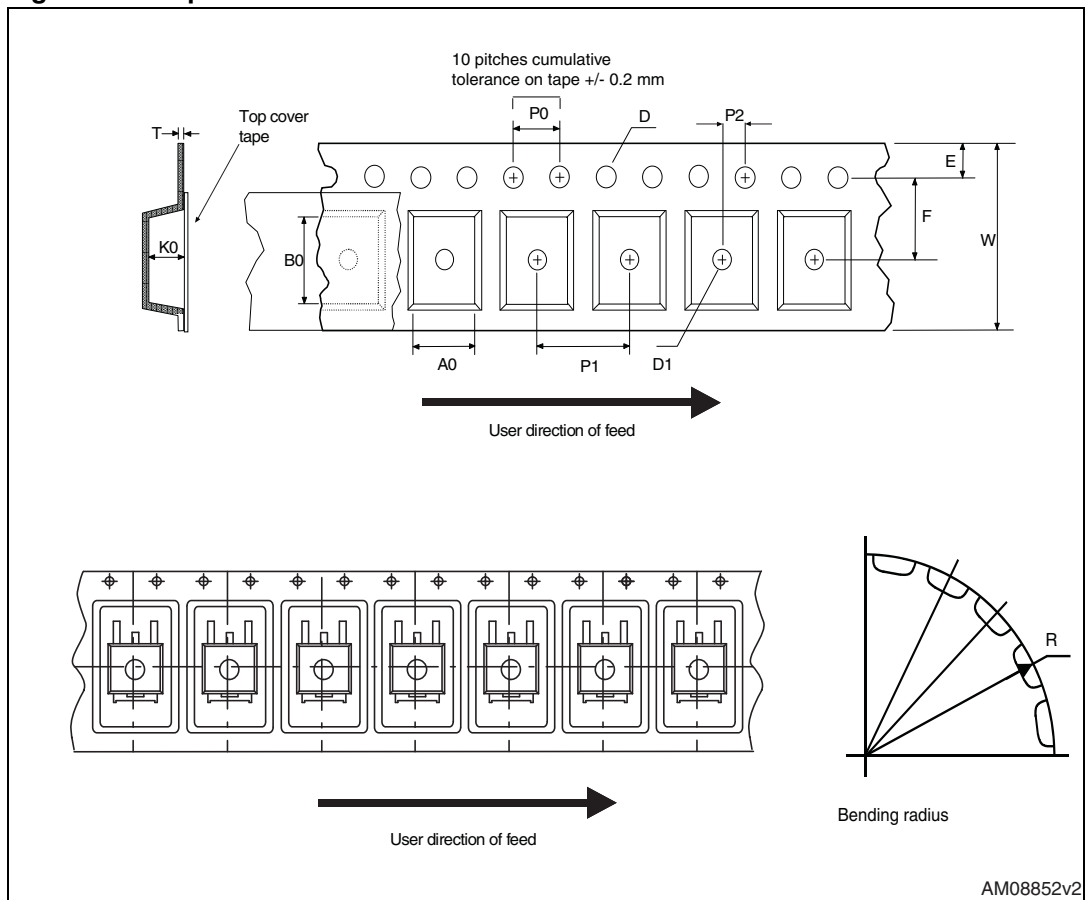 10 pitches cumulative
tolerance on tape +/- 0.2 mm
Top cover
tape
T
P0
D
P2
E
F
W
K0
B0
A0
P1
D1
User direction of feed
R
Bending radius
User direction of feed
AM08852v2